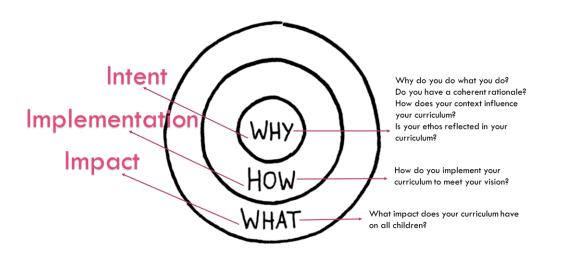 Intent
Implementation
Impact
WHY
HOW
WHAT
Why do you do what you do?
Do you have a coherent rationale?
How does your context influence
your curriculum?
Is your ethos reflected in your
curriculum?
How do you implement your
curriculum to meet your vision?
What impact does your curriculum have
on all children?